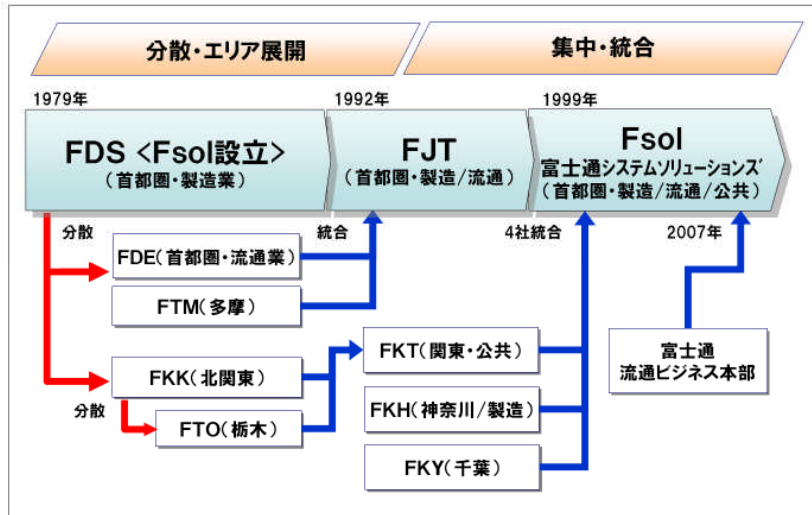 分散・エリア展開
集中・統合
1979年
1992年
1999年
FDS <Fsol設立>
(首都圏・製造業)
FJT
(首都圏・製造/流通)
Fsol
富士通システムソリューションズ
(首都圏・製造/流通/公共)
分散
統合
4社統合
2007年
FDE(首都圏・流通業)
FTM(多摩)
FKK(北関東)
分散
FTO(栃木)
FKT(関東・公共)
FKH(神奈川/製造)
FKY(千葉)
富士通
流通ビジネス本部